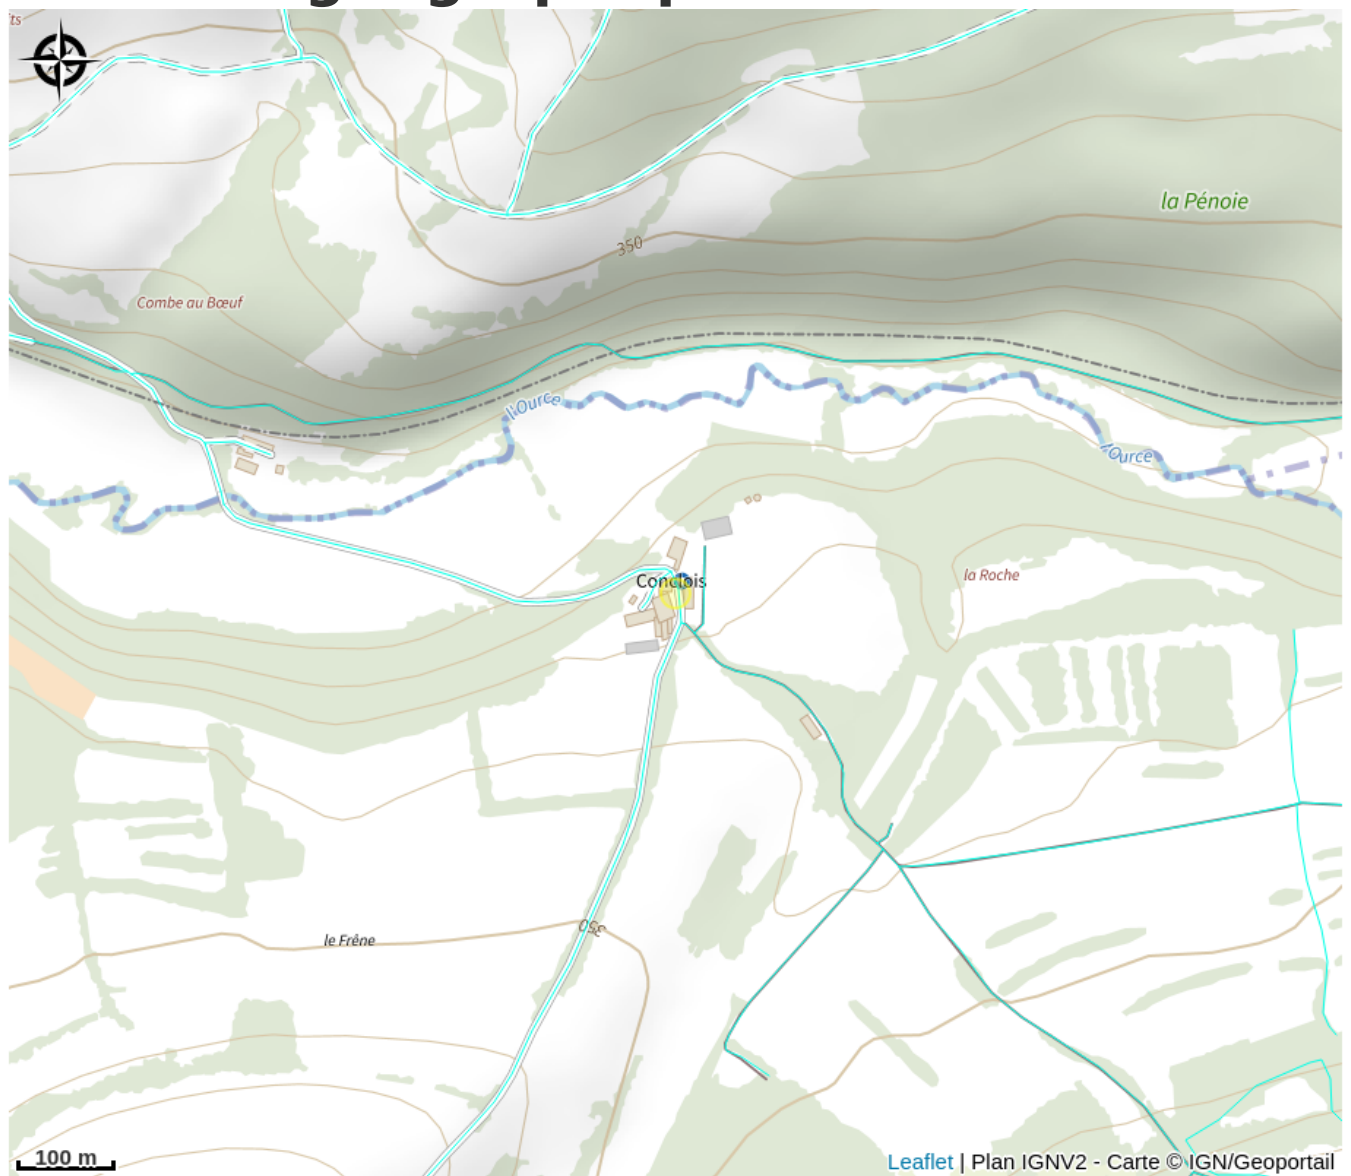 la Pénoie
350
Combe au Bœuf
l'Ource
l'Ource
Conclois
la Roche
350
le Frêne
100 m
Leaflet | Plan IGNV2 - Carte © IGN/Geoportail